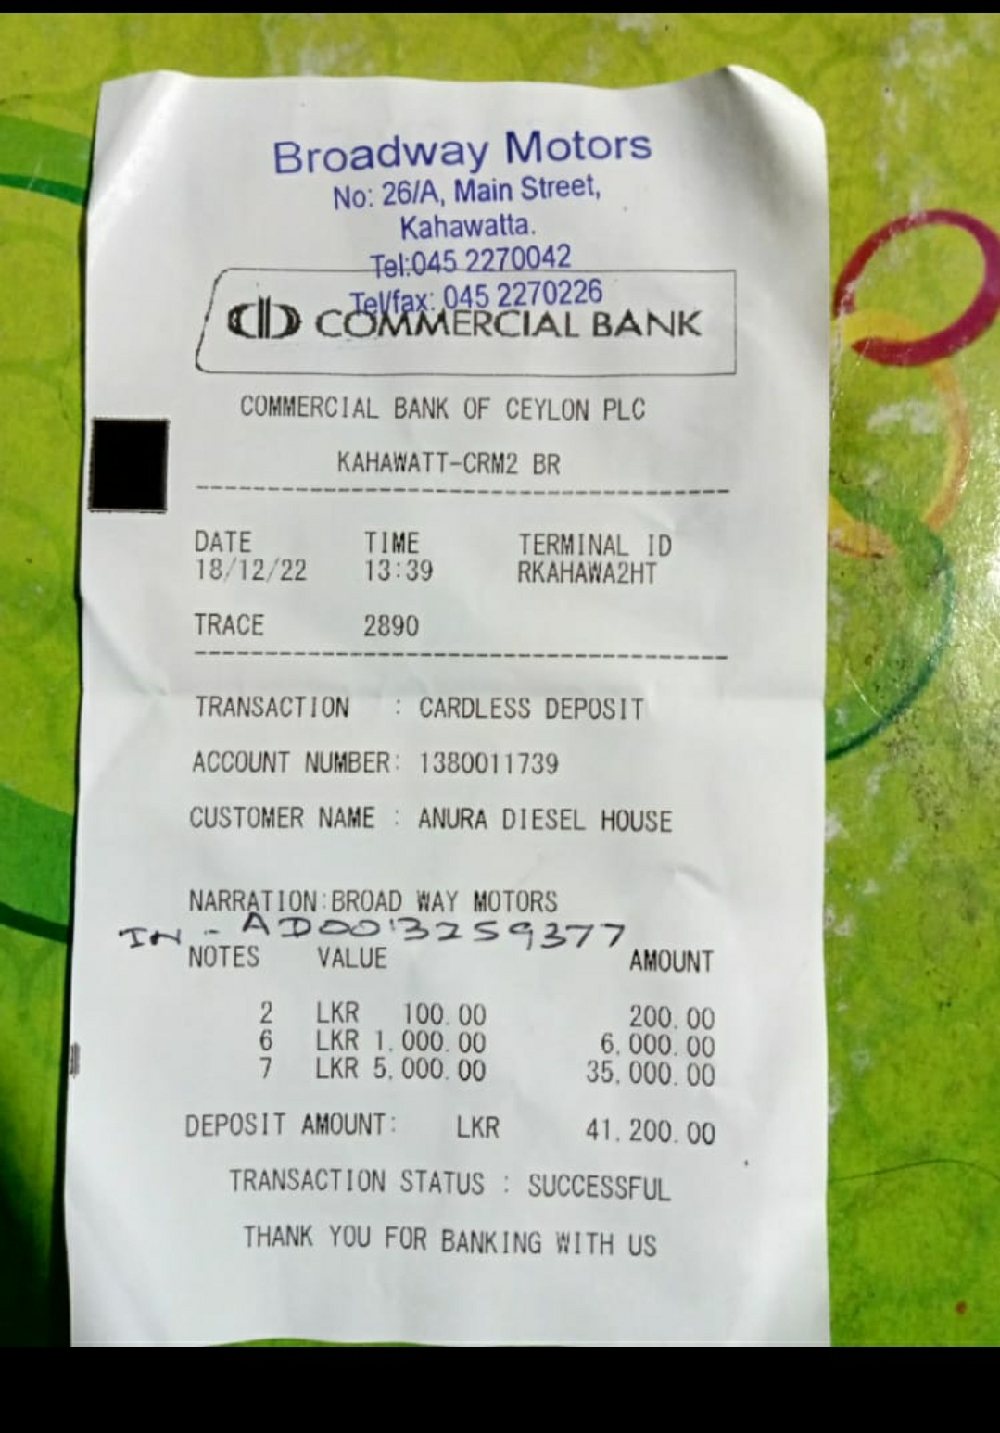 Broadway Motors
No: 26/A, Main Street,
Kahawatta.
Tel:045 2270042
Tel/fax: 045 2270226
COMMERCIAL BANK
COMMERCIAL BANK OF CEYLON PLC
KAHAWATT-CRM2 BR
DATE TIME TERMINAL ID
18/12/22 13:39 RKAHAWA2HT
TRACE 2890
TRANSACTION : CARDLESS DEPOSIT
ACCOUNT NUMBER: 1380011739
CUSTOMER NAME : ANURA DIESEL HOUSE
NARRATION:BROAD WAY MOTORS
IN - AD0013259377
NOTES VALUE AMOUNT
2 LKR 100.00 200.00
6 LKR 1,000.00 6,000.00
7 LKR 5,000.00 35,000.00
DEPOSIT AMOUNT: LKR 41,200.00
TRANSACTION STATUS : SUCCESSFUL
THANK YOU FOR BANKING WITH US